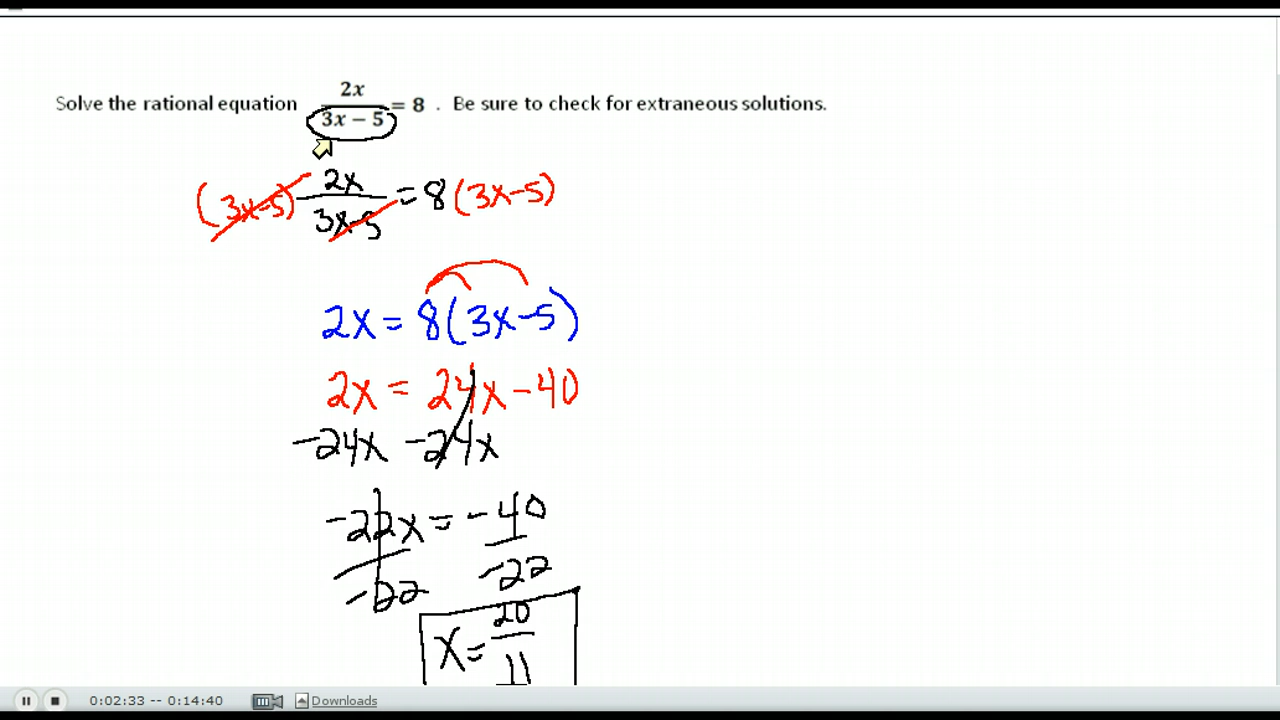 Solve the rational equation 2x / 3x − 5 = 8 . Be sure to check for extraneous solutions.
(3x-5) 2x / 3x-5 = 8 (3x-5)
2x = 8(3x-5)
2x = 24x - 40
-24x -24x
-22x = -40
-22 -22
x = 20 / 11
0:02:33 -- 0:14:40 Downloads